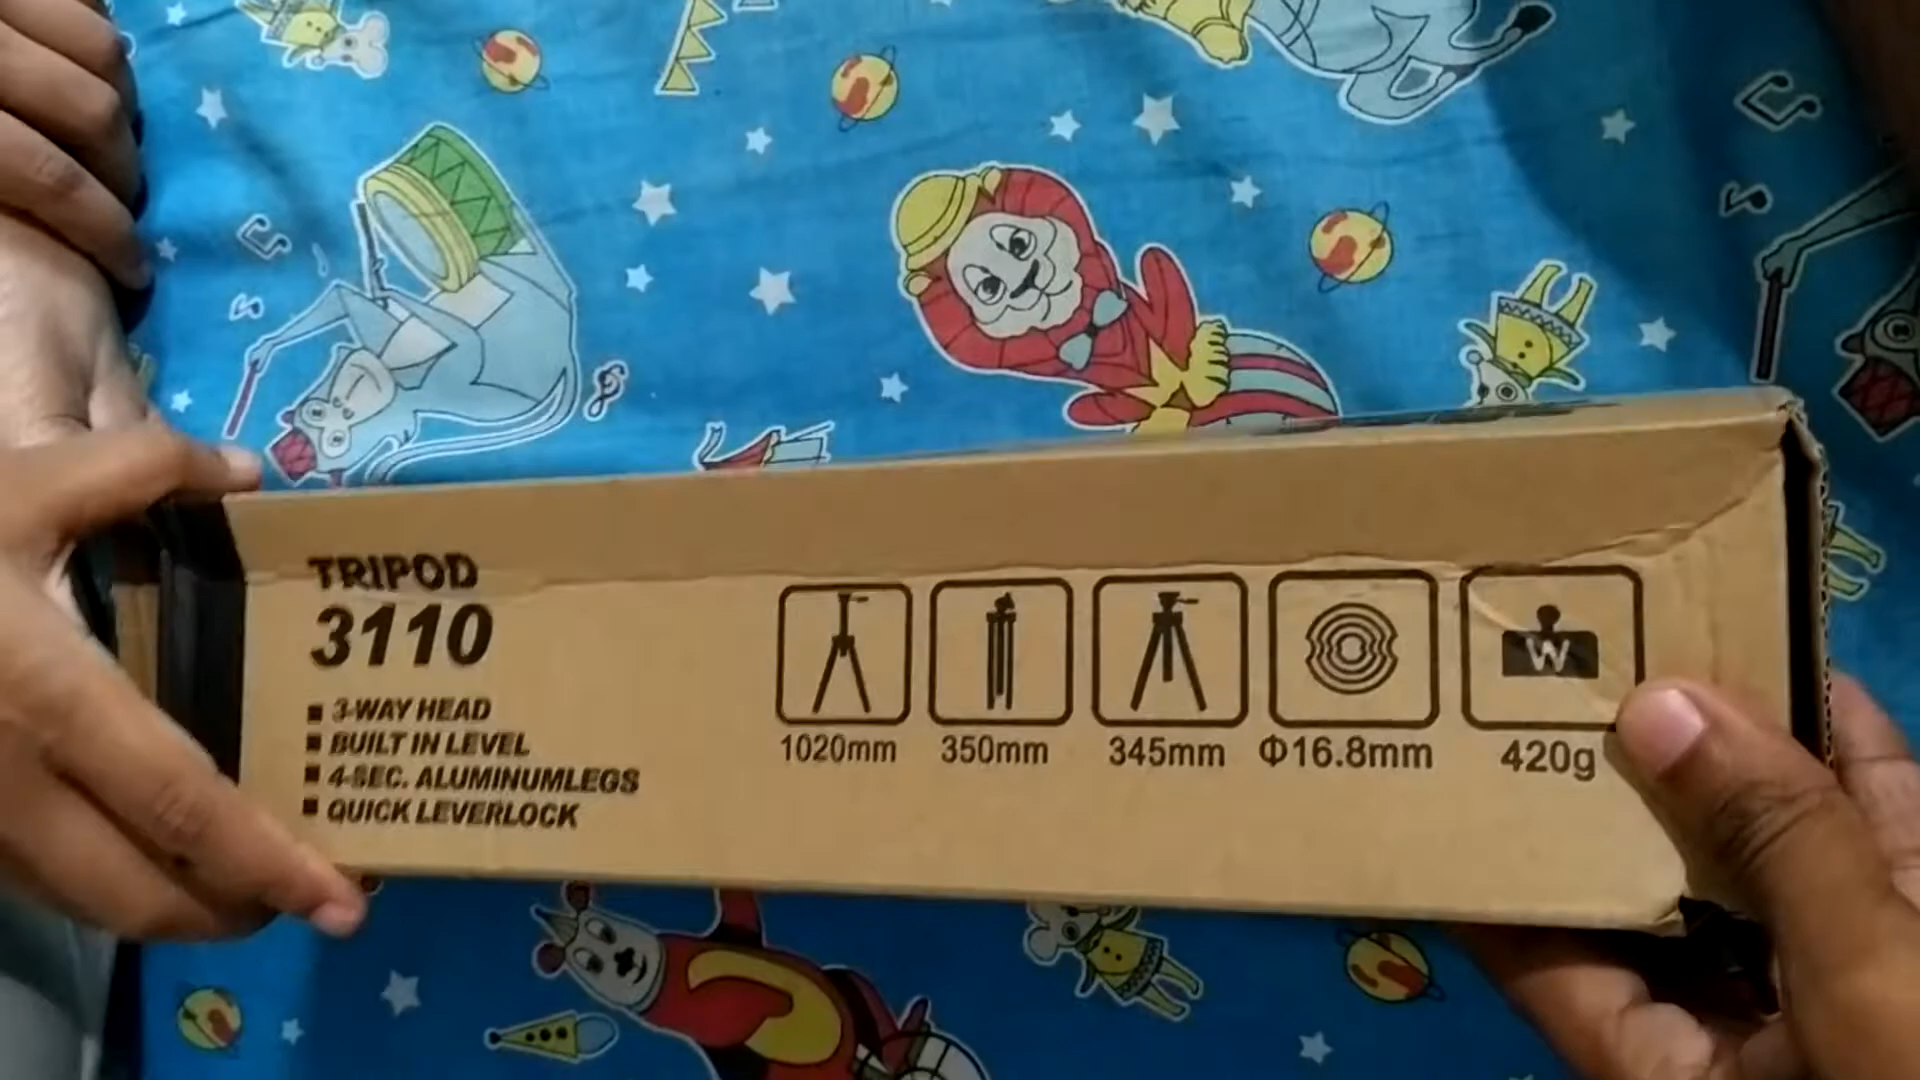 TRIPOD
3110
3-WAY HEAD
BUILT IN LEVEL
4-SEC. ALUMINUMLEGS
QUICK LEVERLOCK
W
1020mm 350mm 345mm Φ16.8mm 420g